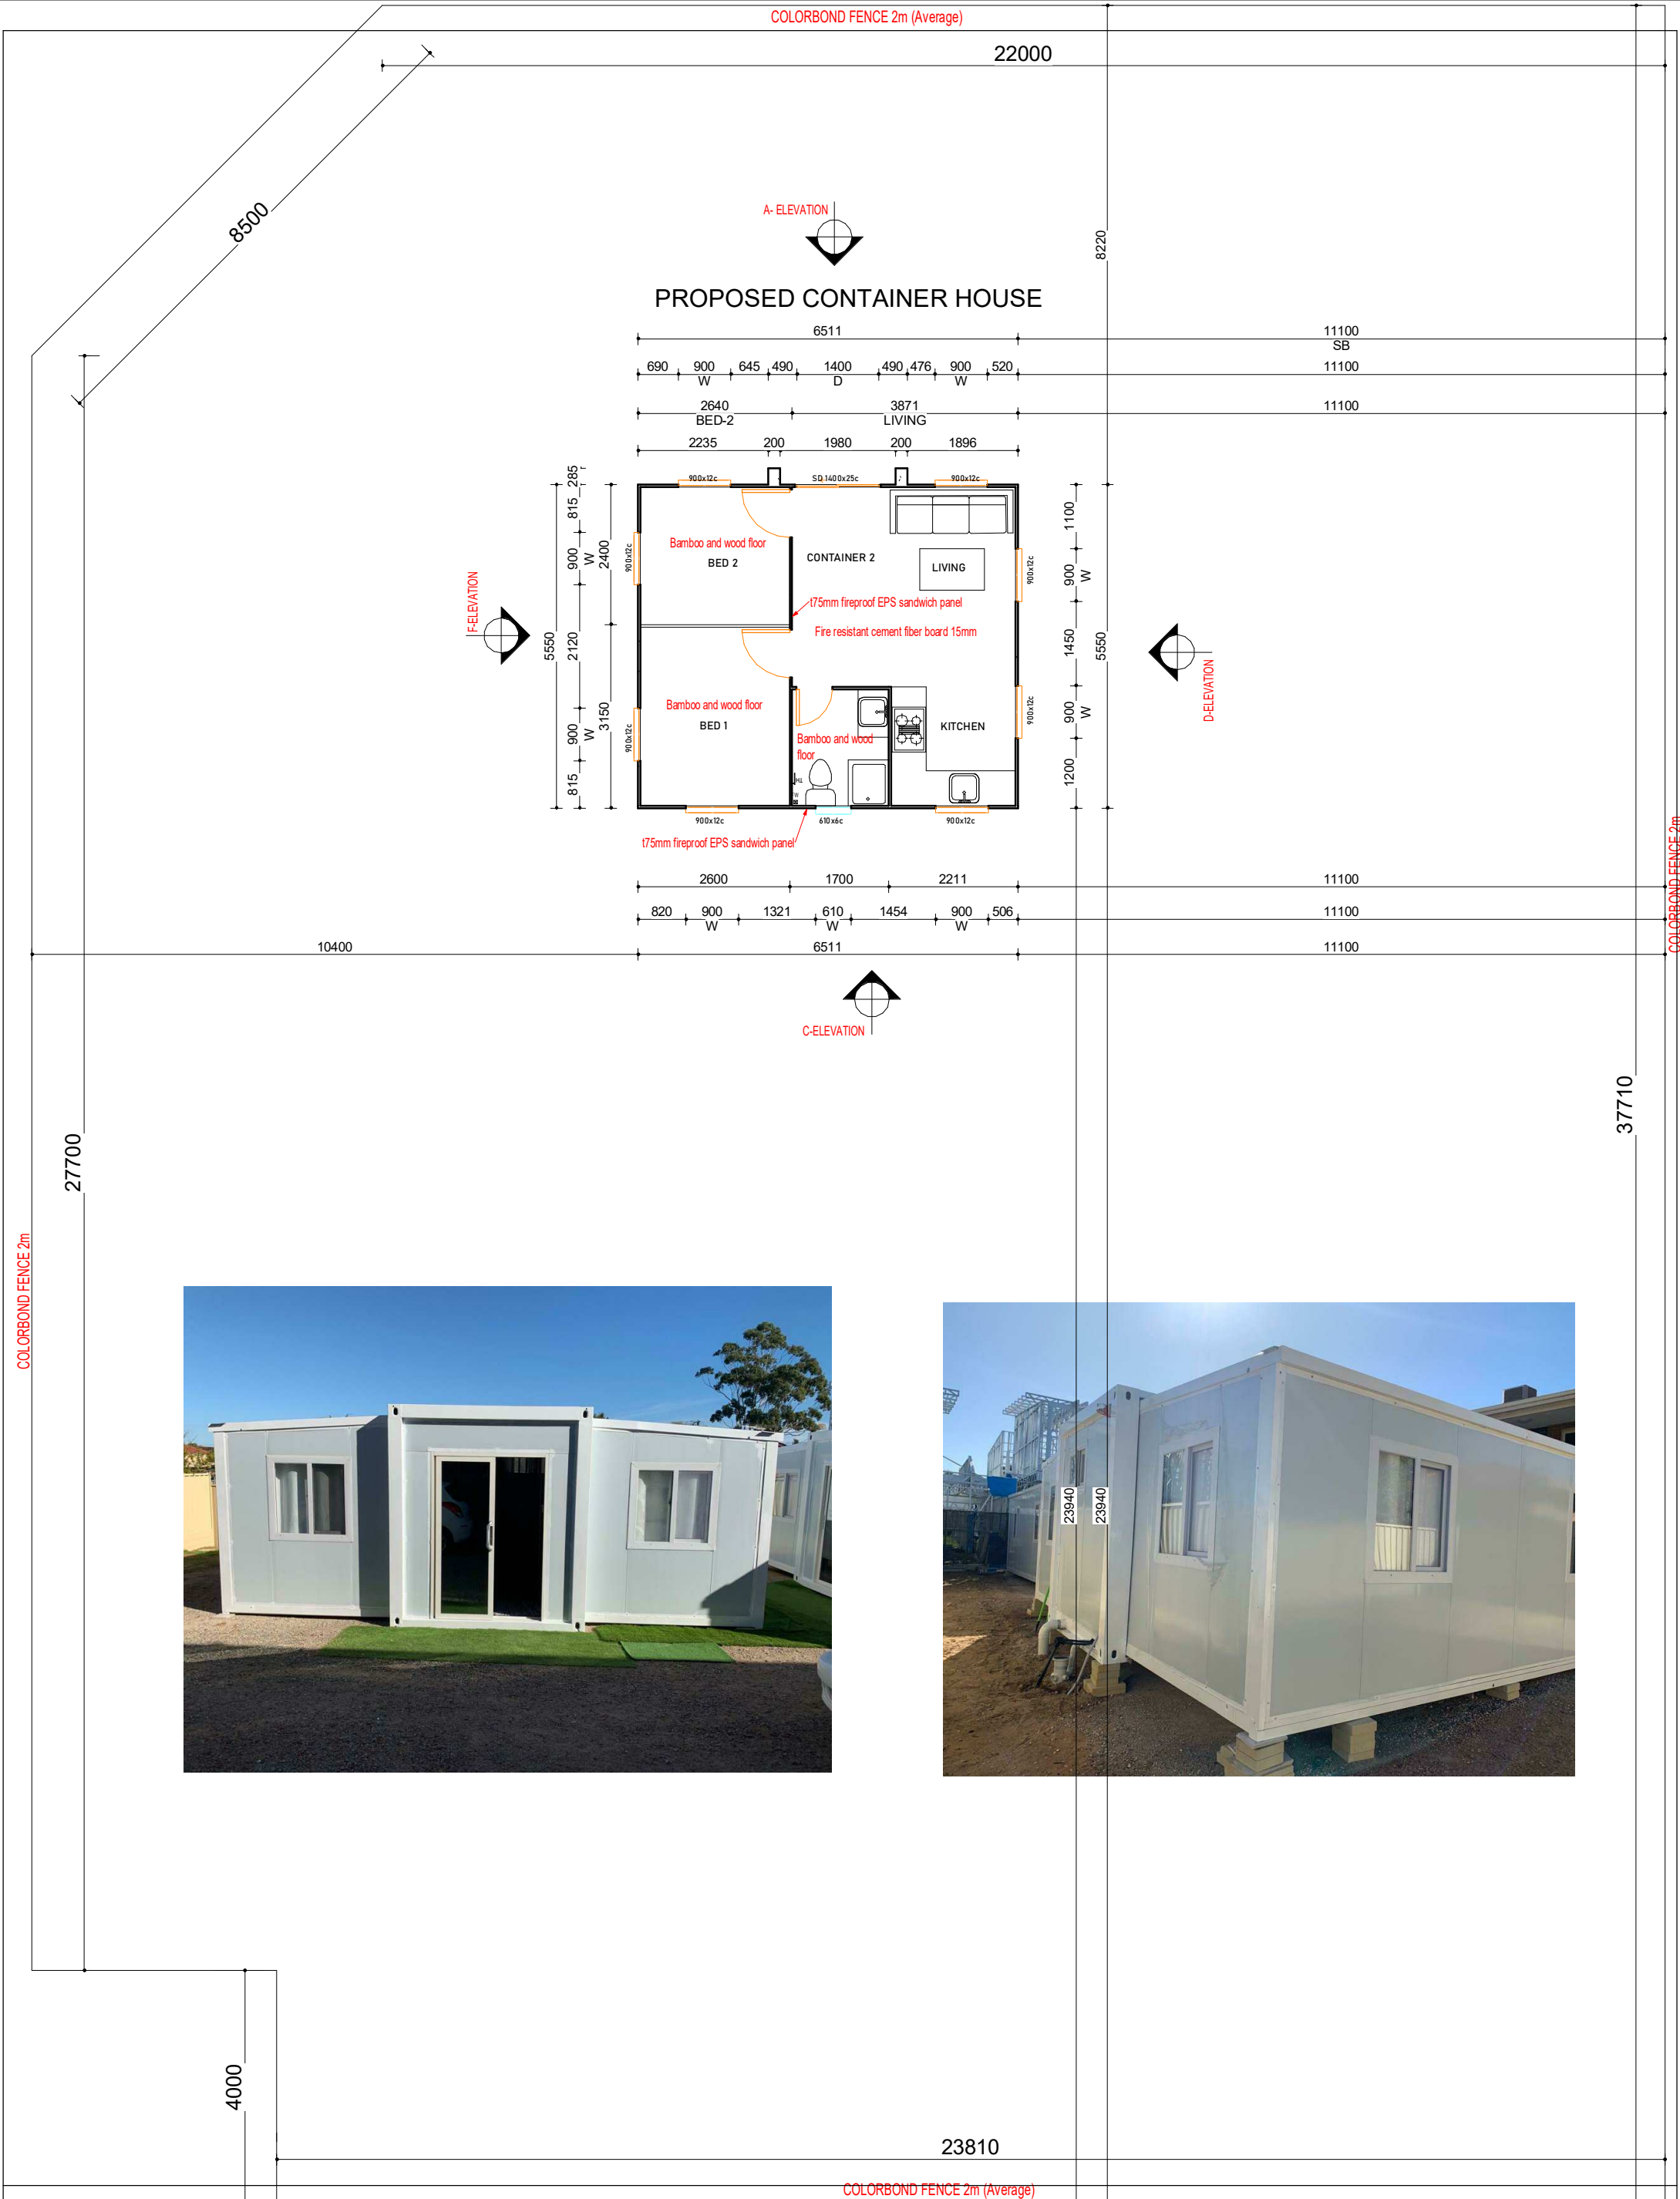 COLORBOND FENCE 2m (Average)
22000
8500
A- ELEVATION
8220
PROPOSED CONTAINER HOUSE
6511
11100
SB
690
900
W
645
490
1400
D
490
476
900
W
520
11100
2640
BED-2
3871
LIVING
11100
2235
200
1980
200
1896
285
815
900
W
2120
900
W
815
2400
3150
5550
F-ELEVATION
900x12c
SD 1400x25c
900x12c
900x12c
900x12c
Bamboo and wood floor
BED 2
CONTAINER 2
LIVING
t75mm fireproof EPS sandwich panel
Fire resistant cement fiber board 15mm
Bamboo and wood floor
BED 1
Bamboo and wood
floor
KITCHEN
900x12c
900x12c
900x12c
610x6c
900x12c
t75mm fireproof EPS sandwich panel
1100
900
W
1450
900
W
1200
5550
D-ELEVATION
2600
1700
2211
11100
820
900
W
1321
610
W
1454
900
W
506
11100
10400
6511
11100
C-ELEVATION
COLORBOND FENCE 2m
37710
27700
COLORBOND FENCE 2m
23940
23940
4000
23810
COLORBOND FENCE 2m (Average)